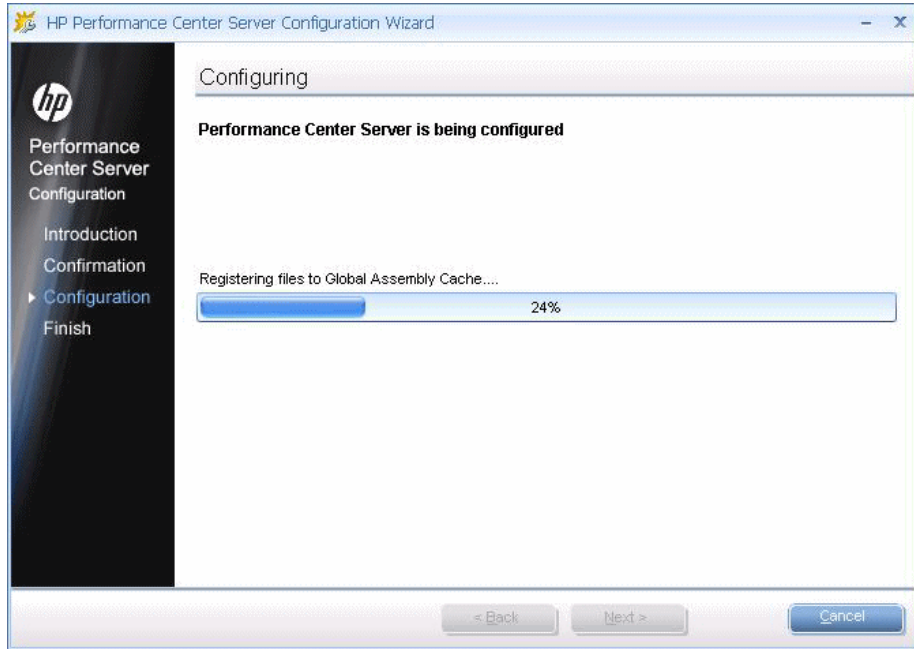 HP Performance Center Server Configuration Wizard
hp
Performance
Center Server
Configuration
Introduction
Confirmation
Configuration
Finish
Configuring
Performance Center Server is being configured
Registering files to Global Assembly Cache....
24%
< Back
Next >
Cancel